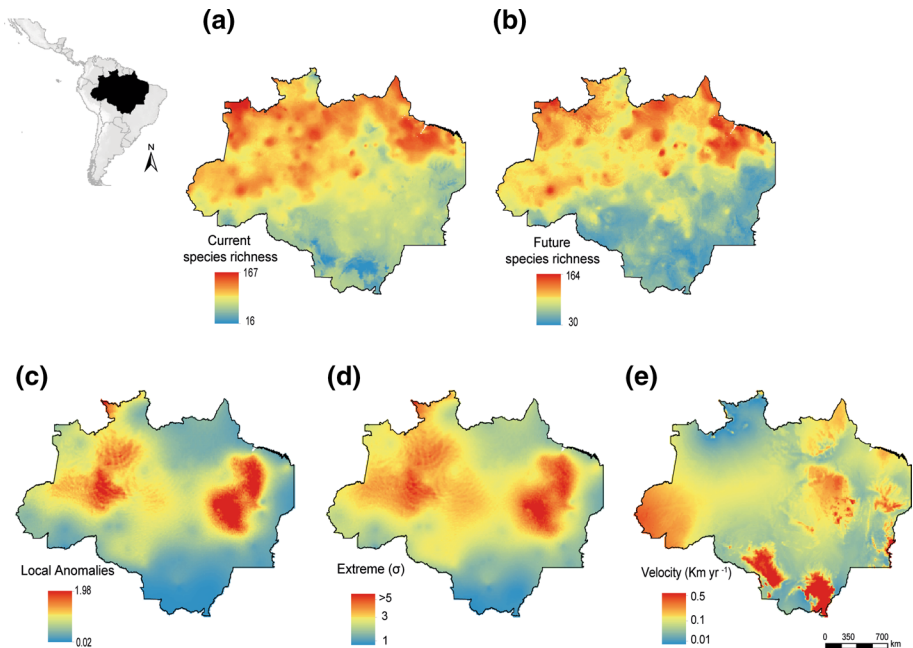 (a)
(b)
N
Current
species richness
167
16
Future
species richness
164
30
(c)
(d)
(e)
Local Anomalies
1.98
0.02
Extreme (σ)
>5
3
1
Velocity (Km yr⁻¹)
0.5
0.1
0.01
0 350 700
km